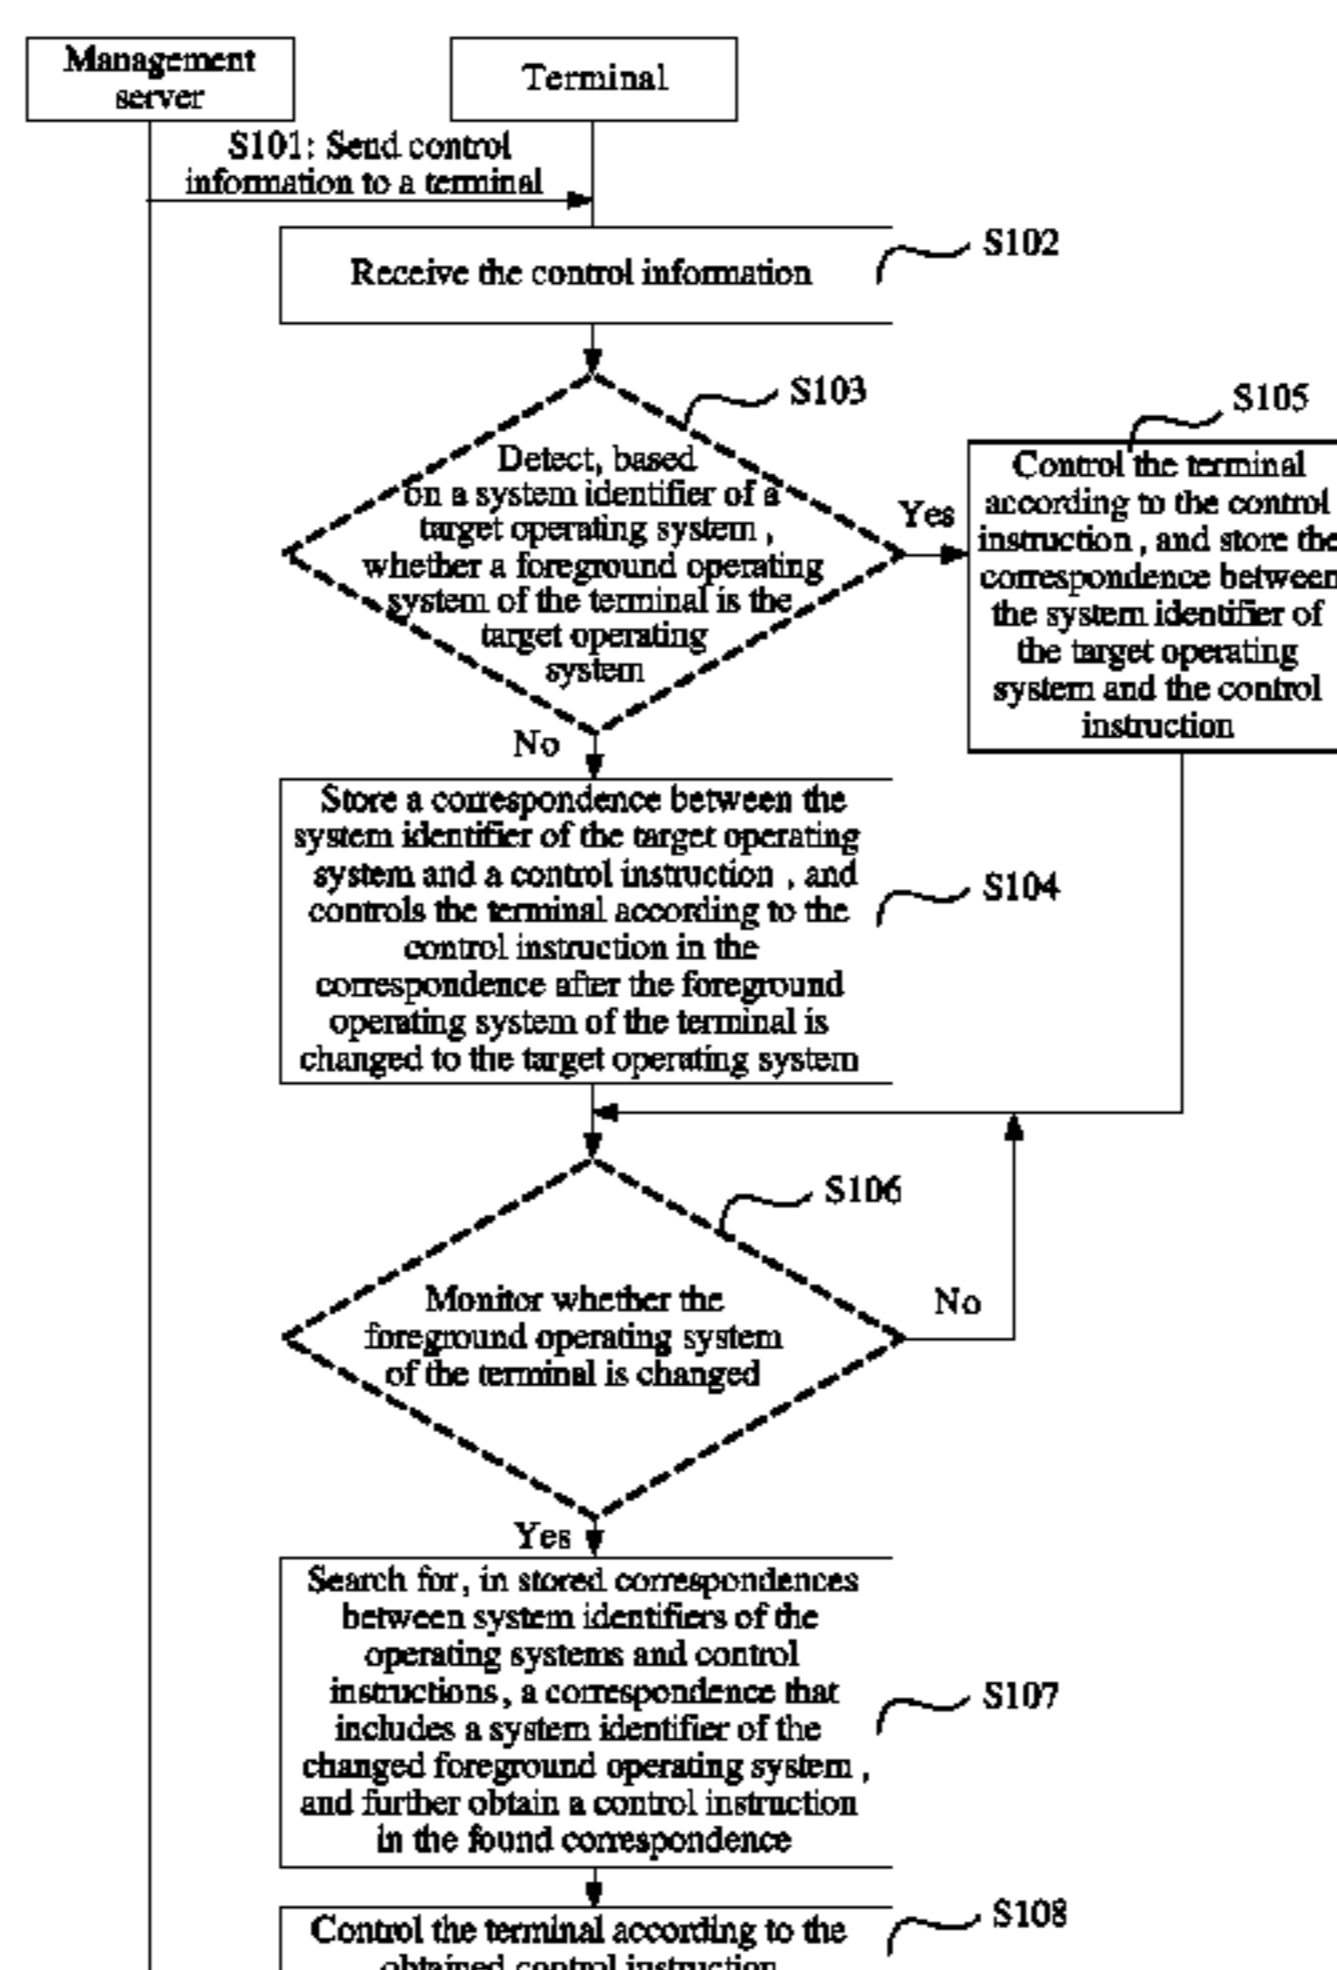 Management
server
Terminal
S101: Send control
information to a terminal
S102
Receive the control information
S103
Detect, based
on a system identifier of a
target operating system ,
whether a foreground operating
system of the terminal is the
target operating
system
Yes
No
S105
Control the terminal
according to the control
instruction , and store the
correspondence between
the system identifier of
the target operating
system and the control
instruction
Store a correspondence between the
system identifier of the target operating
system and a control instruction , and
controls the terminal according to the
control instruction in the
correspondence after the foreground
operating system of the terminal is
changed to the target operating system
S104
S106
Monitor whether the
foreground operating system
of the terminal is changed
No
Yes
Search for, in stored correspondences
between system identifiers of the
operating systems and control
instructions, a correspondence that
includes a system identifier of the
changed foreground operating system ,
and further obtain a control instruction
in the found correspondence
S107
S108
Control the terminal according to the
obtained control instruction